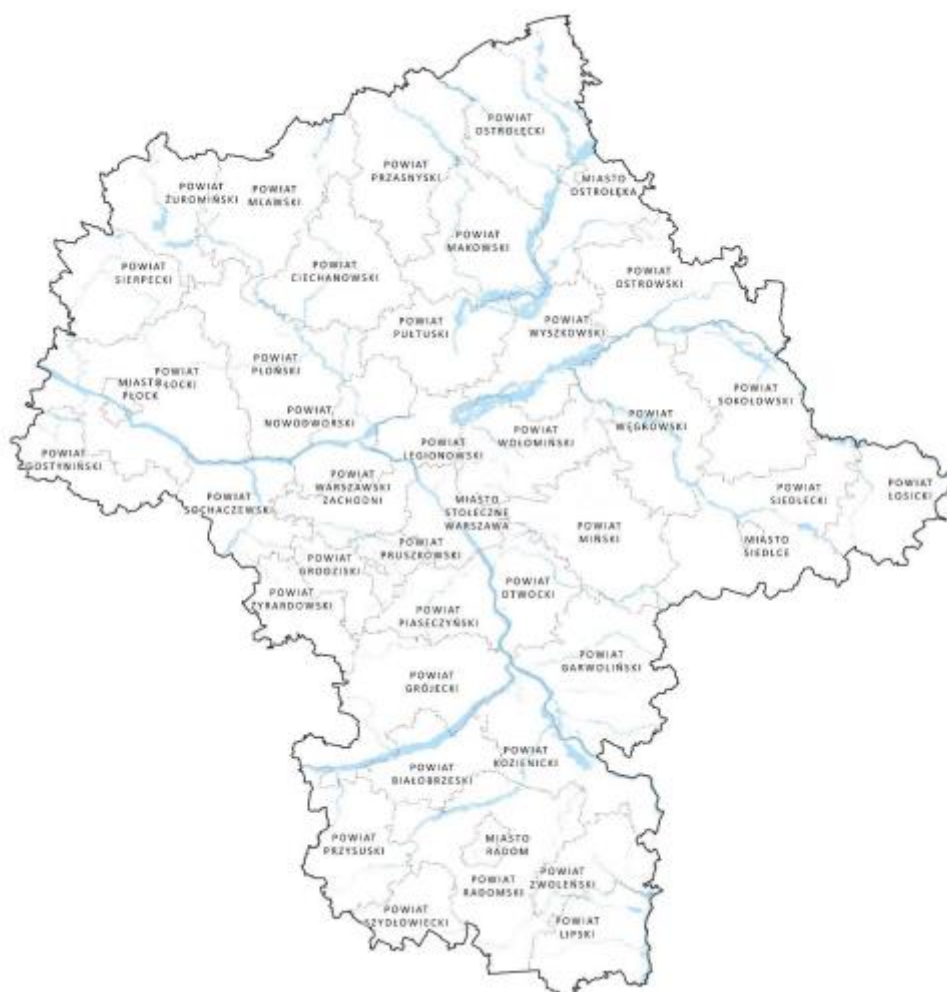 POWIAT
OSTROŁĘCKI
POWIAT
PRZASNYSKI
MIASTO
OSTROŁĘKA
POWIAT
ŻUROMIŃSKI
POWIAT
MŁAWSKI
POWIAT
MAKOWSKI
POWIAT
SIERPECKI
POWIAT
CIECHANOWSKI
POWIAT
OSTROWSKI
POWIAT
PUŁTUSKI
POWIAT
WYSZKOWSKI
POWIAT
PŁOŃSKI
POWIAT
ŁOCKI
MIASTO
PŁOCK
POWIAT
SOKOŁOWSKI
POWIAT
NOWODWORSKI
POWIAT
WĘGROWSKI
POWIAT
WOŁOMIŃSKI
POWIAT
LEGIONOWSKI
POWIAT
GOSTYNIŃSKI
POWIAT
WARSZAWSKI
ZACHODNI
POWIAT
SIEDLECKI
POWIAT
ŁOSICKI
POWIAT
SOCHACZEWSKI
MIASTO
STOŁECZNE
WARSZAWA
POWIAT
MIŃSKI
MIASTO
SIEDLCE
POWIAT
PRUSZKOWSKI
POWIAT
GRODZISKI
POWIAT
OTWOCKI
POWIAT
ŻYRARDOWSKI
POWIAT
PIASECZYŃSKI
POWIAT
GARWOLIŃSKI
POWIAT
GRÓJECKI
POWIAT
KOZIENICKI
POWIAT
BIAŁOBRZESKI
POWIAT
PRZYSUSKI
MIASTO
RADOM
POWIAT
ZWOLEŃSKI
POWIAT
RADOMSKI
POWIAT
SZYDŁOWIECKI
POWIAT
LIPSKI